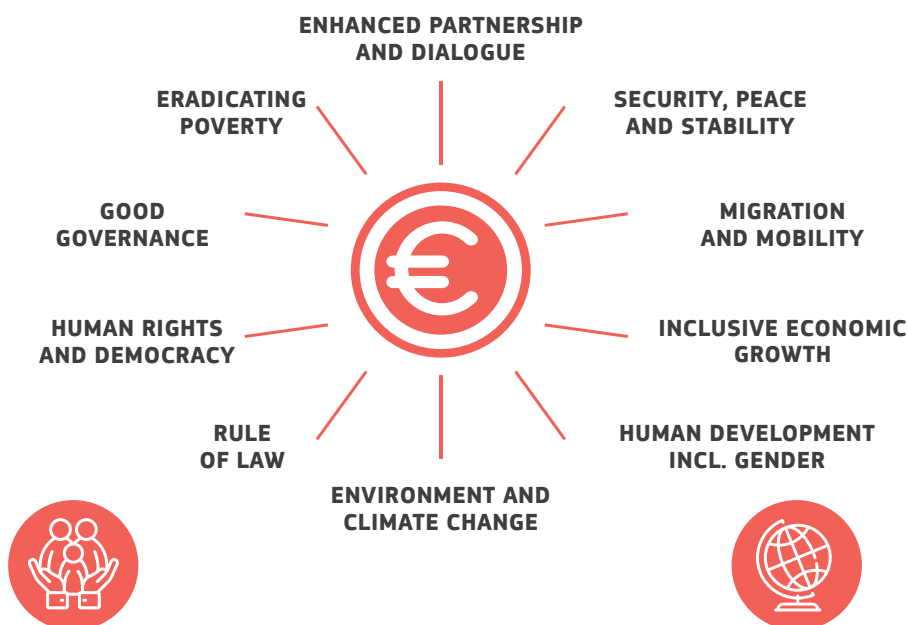 ENHANCED PARTNERSHIP
AND DIALOGUE
ERADICATING
POVERTY
SECURITY, PEACE
AND STABILITY
GOOD
GOVERNANCE
MIGRATION
AND MOBILITY
HUMAN RIGHTS
AND DEMOCRACY
INCLUSIVE ECONOMIC
GROWTH
RULE
OF LAW
HUMAN DEVELOPMENT
INCL. GENDER
ENVIRONMENT AND
CLIMATE CHANGE
€